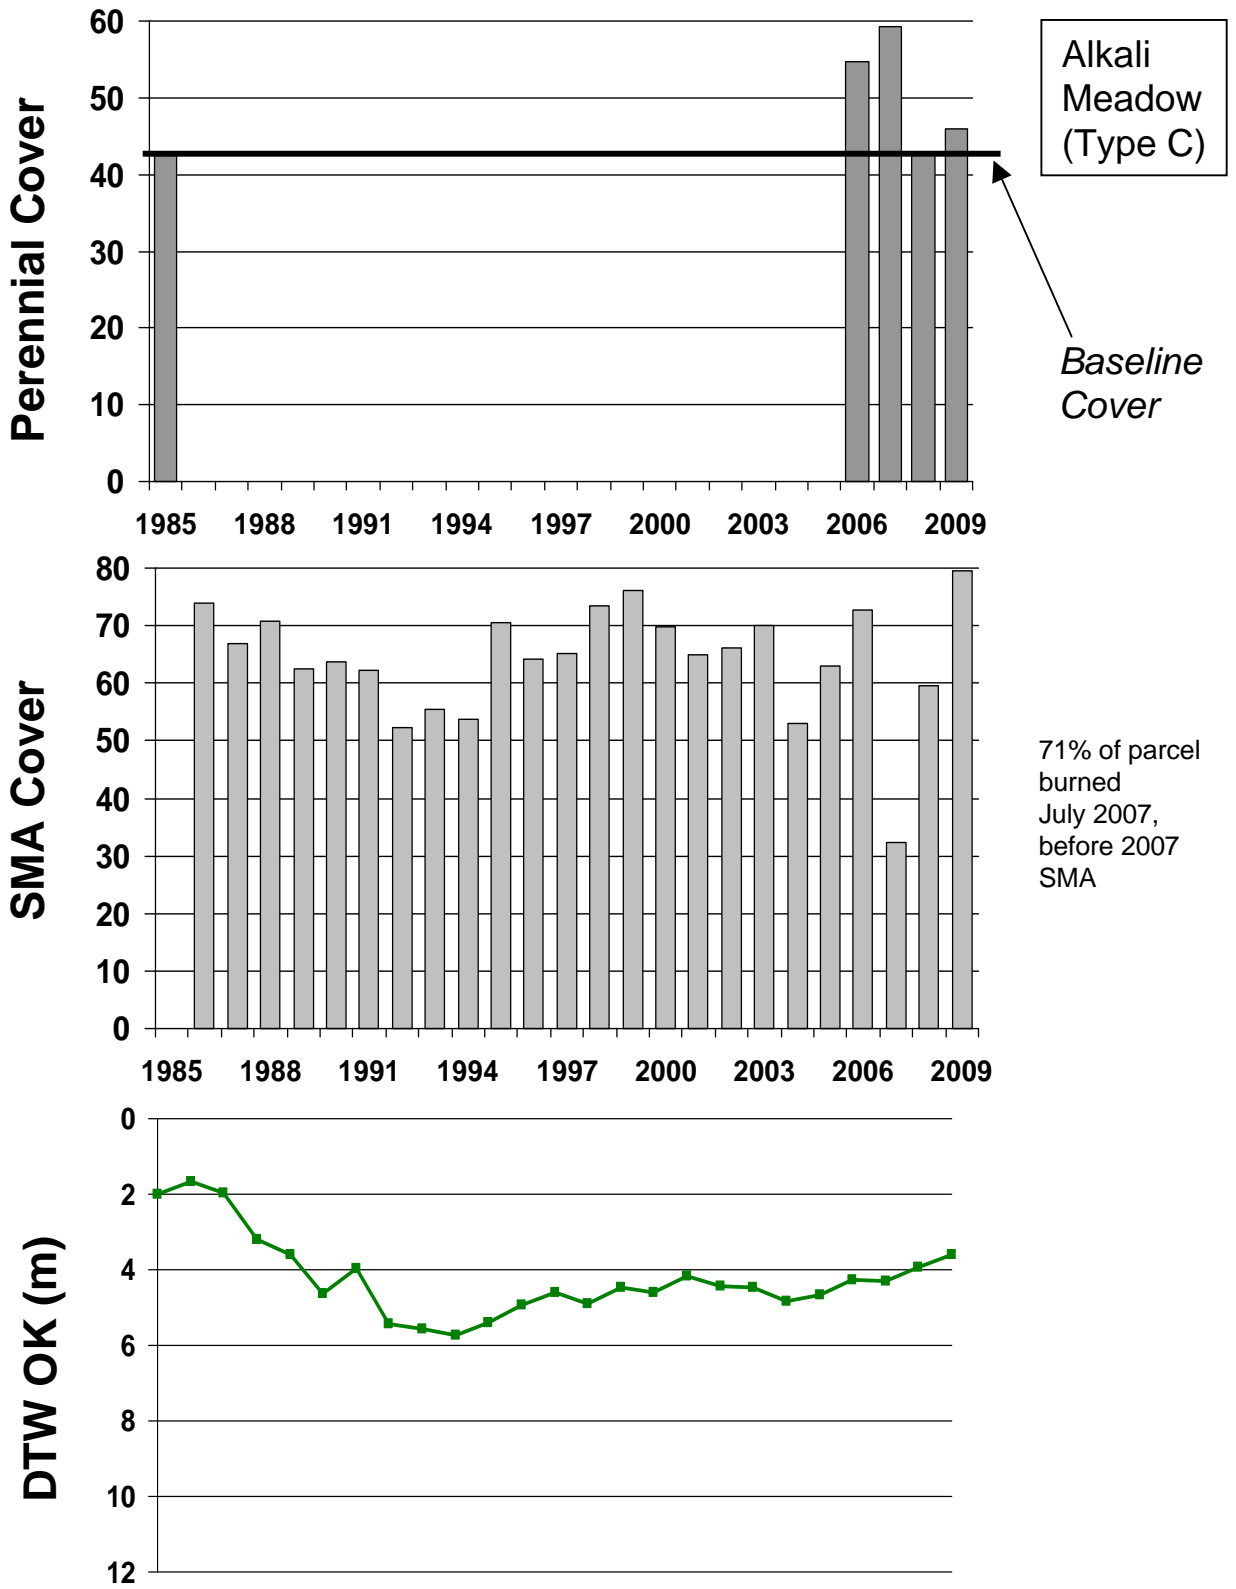 Perennial Cover
60
50
40
30
20
10
0
1985 1988 1991 1994 1997 2000 2003 2006 2009
Alkali
Meadow
(Type C)
Baseline
Cover
SMA Cover
80
70
60
50
40
30
20
10
0
1985 1988 1991 1994 1997 2000 2003 2006 2009
71% of parcel
burned
July 2007,
before 2007
SMA
DTW OK (m)
0
2
4
6
8
10
12